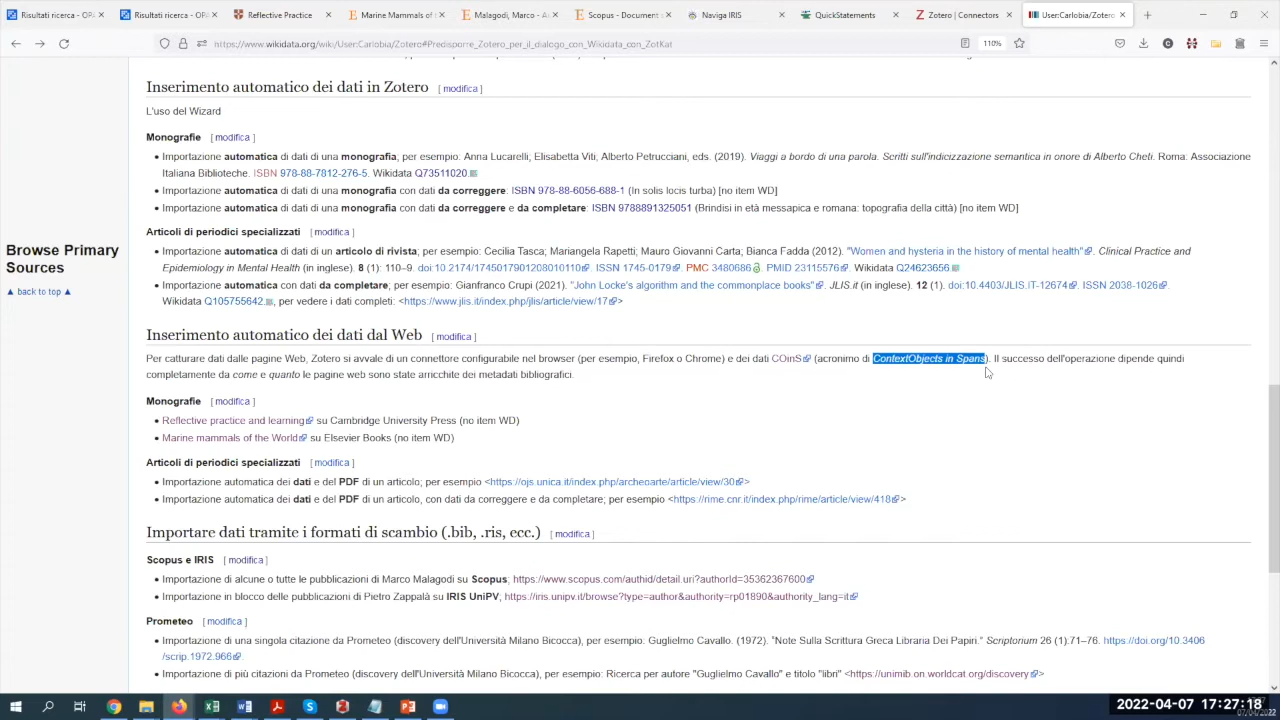 Risultati ricerca - OPA
Risultati ricerca - OPA
Reflective Practice
Marine Mammals of
Malagodi, Marco - A
Scopus - Document
Naviga IRIS
QuickStatements
Zotero | Connectors
User:Carlobia/Zotero
https://www.wikidata.org/wiki/User:Carlobia/Zotero#Predisporre_Zotero_per_il_dialogo_con_Wikidata_con_ZotKat
110%
Browse Primary
Sources
▲ back to top ▲
Inserimento automatico dei dati in Zotero [ modifica ]
L'uso del Wizard
Monografie [ modifica ]
• Importazione automatica di dati di una monografia, per esempio: Anna Lucarelli; Elisabetta Viti; Alberto Petrucciani, eds. (2019). Viaggi a bordo di una parola. Scritti sull'indicizzazione semantica in onore di Alberto Cheti. Roma: Associazione
Italiana Biblioteche. ISBN 978-88-7812-276-5. Wikidata Q73511020.
• Importazione automatica di una monografia con dati da correggere: ISBN 978-88-6056-688-1 (In solis locis turba) [no item WD]
• Importazione automatica di una monografia con dati da correggere e da completare: ISBN 9788891325051 (Brindisi in età messapica e romana: topografia della città) [no item WD]
Articoli di periodici specializzati [ modifica ]
• Importazione automatica di dati di un articolo di rivista; per esempio: Cecilia Tasca; Mariangela Rapetti; Mauro Giovanni Carta; Bianca Fadda (2012). "Women and hysteria in the history of mental health". Clinical Practice and
Epidemiology in Mental Health (in inglese). 8 (1): 110–9. doi:10.2174/1745017901208010110. ISSN 1745-0179. PMC 3480686. PMID 23115576. Wikidata Q24623656
• Importazione automatica con dati da completare; per esempio: Gianfranco Crupi (2021). "John Locke's algorithm and the commonplace books". JLIS.it (in inglese). 12 (1). doi:10.4403/JLIS.IT-12674. ISSN 2038-1026.
Wikidata Q105755642., per vedere i dati completi: <https://www.jlis.it/index.php/jlis/article/view/17>
Inserimento automatico dei dati dal Web [ modifica ]
Per catturare dati dalle pagine Web, Zotero si avvale di un connettore configurabile nel browser (per esempio, Firefox o Chrome) e dei dati COinS (acronimo di ContextObjects in Spans). Il successo dell'operazione dipende quindi
completamente da come e quanto le pagine web sono state arricchite dei metadati bibliografici.
Monografie [ modifica ]
• Reflective practice and learning su Cambridge University Press (no item WD)
• Marine mammals of the World su Elsevier Books (no item WD)
Articoli di periodici specializzati [ modifica ]
• Importazione automatica dei dati e del PDF di un articolo; per esempio <https://ojs.unica.it/index.php/archeoarte/article/view/30>
• Importazione automatica dei dati e del PDF di un articolo, con dati da correggere e da completare; per esempio <https://rime.cnr.it/index.php/rime/article/view/418>
Importare dati tramite i formati di scambio (.bib, .ris, ecc.) [ modifica ]
Scopus e IRIS [ modifica ]
• Importazione di alcune o tutte le pubblicazioni di Marco Malagodi su Scopus; https://www.scopus.com/authid/detail.uri?authorId=35362367600
• Importazione in blocco delle pubblicazioni di Pietro Zappalà su IRIS UniPV; https://iris.unipv.it/browse?type=author&authority=rp01890&authority_lang=it
Prometeo [ modifica ]
• Importazione di una singola citazione da Prometeo (discovery dell'Università Milano Bicocca), per esempio: Guglielmo Cavallo. (1972). "Note Sulla Scrittura Greca Libraria Dei Papiri." Scriptorium 26 (1):71–76. https://doi.org/10.3406
/scrip.1972.966.
• Importazione di più citazioni da Prometeo (discovery dell'Università Milano Bicocca), per esempio: Ricerca per autore "Guglielmo Cavallo" e titolo "libri" <https://unimib.on.worldcat.org/discovery>
2022-04-07 17:27:18
07/04/2022